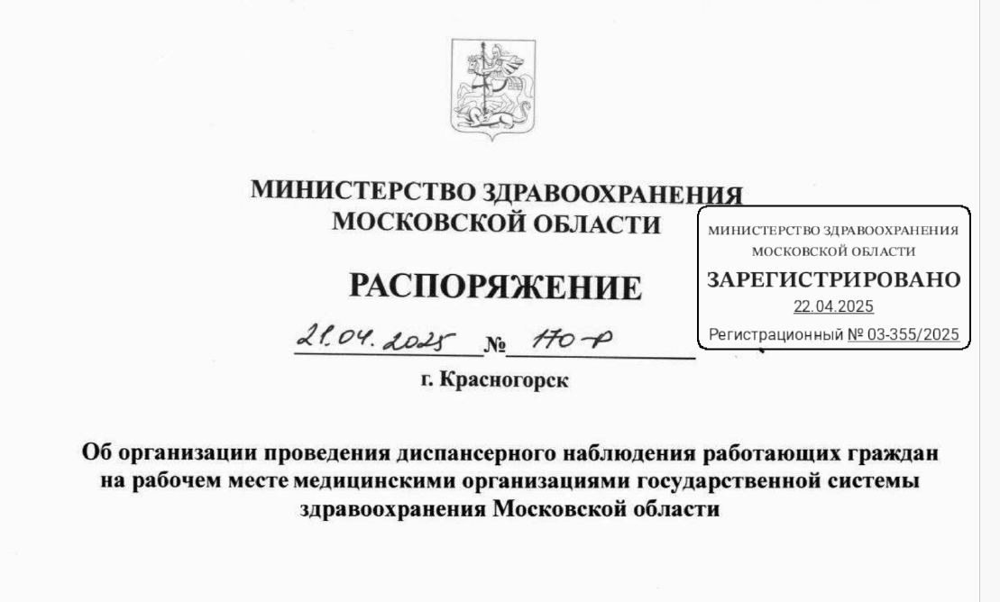 МИНИСТЕРСТВО ЗДРАВООХРАНЕНИЯ
МОСКОВСКОЙ ОБЛАСТИ
РАСПОРЯЖЕНИЕ
21.04.2025 № 170-Р
г. Красногорск
МИНИСТЕРСТВО ЗДРАВООХРАНЕНИЯ
МОСКОВСКОЙ ОБЛАСТИ
ЗАРЕГИСТРИРОВАНО
22.04.2025
Регистрационный № 03-355/2025
Об организации проведения диспансерного наблюдения работающих граждан
на рабочем месте медицинскими организациями государственной системы
здравоохранения Московской области